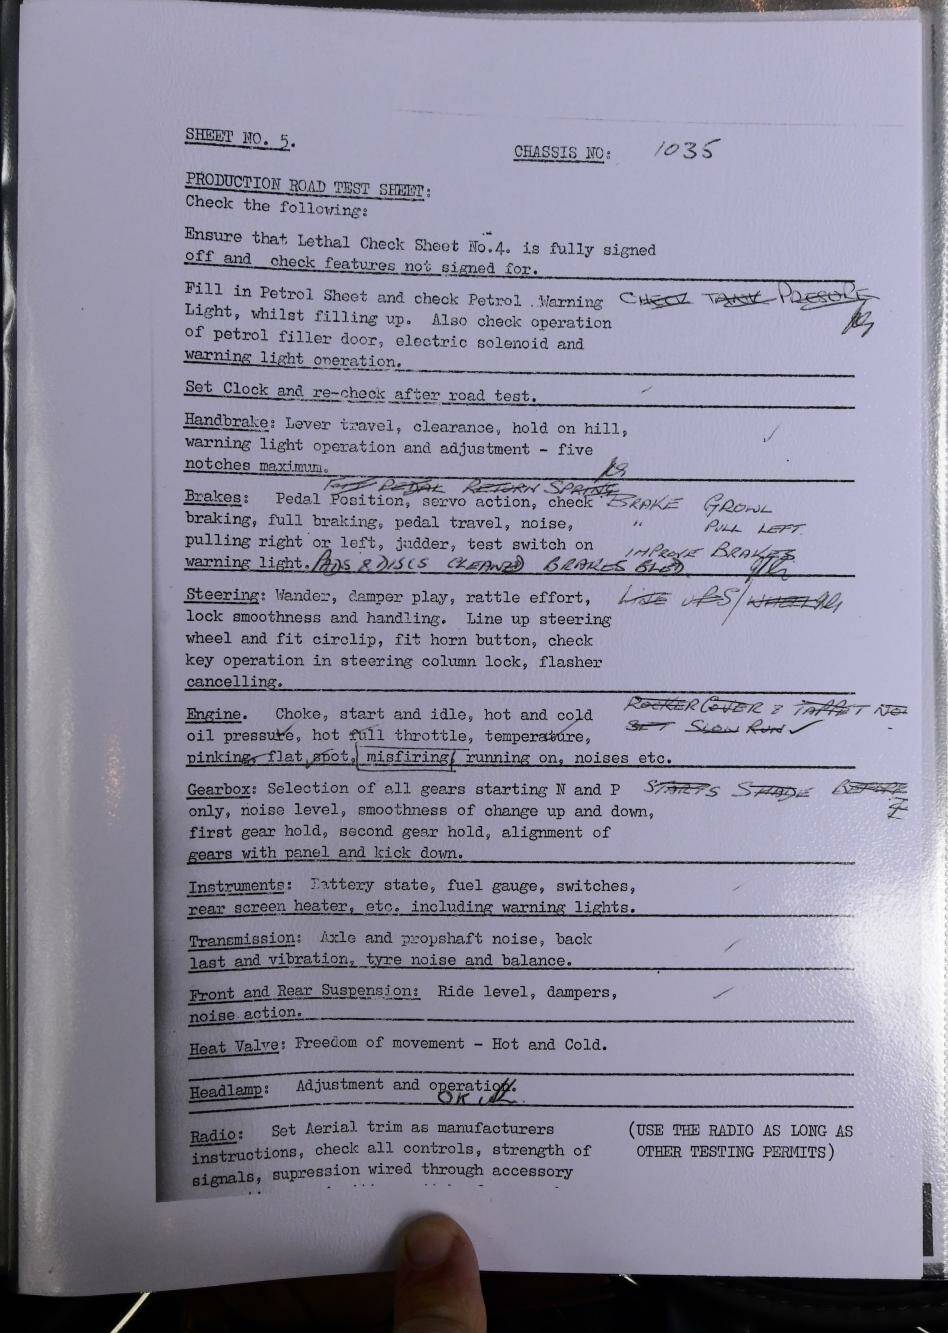 SHEET NO. 5.
CHASSIS NO: 1035
PRODUCTION ROAD TEST SHEET:
Check the following:
Ensure that Lethal Check Sheet No.4. is fully signed
off and check features not signed for.
Fill in Petrol Sheet and check Petrol Warning CHECK TANK PRESURE
Light, whilst filling up. Also check operation
of petrol filler door, electric solenoid and
warning light operation.
Set Clock and re-check after road test.
Handbrake: Lever travel, clearance, hold on hill,
warning light operation and adjustment - five
notches maximum.
PEDAL RETURN SPRING
Brakes: Pedal Position, servo action, check BRAKE GROWL
braking, full braking, pedal travel, noise, " PULL LEFT
pulling right or left, judder, test switch on IMPROVE BRAKES
warning light. PADS & DISCS CLEANED BRAKES BLED
Steering: Wander, damper play, rattle effort, LINE UPS/WHEEL
lock smoothness and handling. Line up steering
wheel and fit circlip, fit horn button, check
key operation in steering column lock, flasher
cancelling.
Engine. Choke, start and idle, hot and cold ROCKER COVER & TAPPET
oil pressure, hot full throttle, temperature, SET SLOW RUN ✓
pinking, flat spot, misfiring, running on, noises etc.
Gearbox: Selection of all gears starting N and P STARTS
only, noise level, smoothness of change up and down,
first gear hold, second gear hold, alignment of
gears with panel and kick down.
Instruments: Battery state, fuel gauge, switches,
rear screen heater, etc. including warning lights.
Transmission: Axle and propshaft noise, back
last and vibration, tyre noise and balance.
Front and Rear Suspension: Ride level, dampers,
noise action.
Heat Valve: Freedom of movement - Hot and Cold.
Headlamp: Adjustment and operation.
OK
Radio: Set Aerial trim as manufacturers (USE THE RADIO AS LONG AS
instructions, check all controls, strength of OTHER TESTING PERMITS)
signals, supression wired through accessory